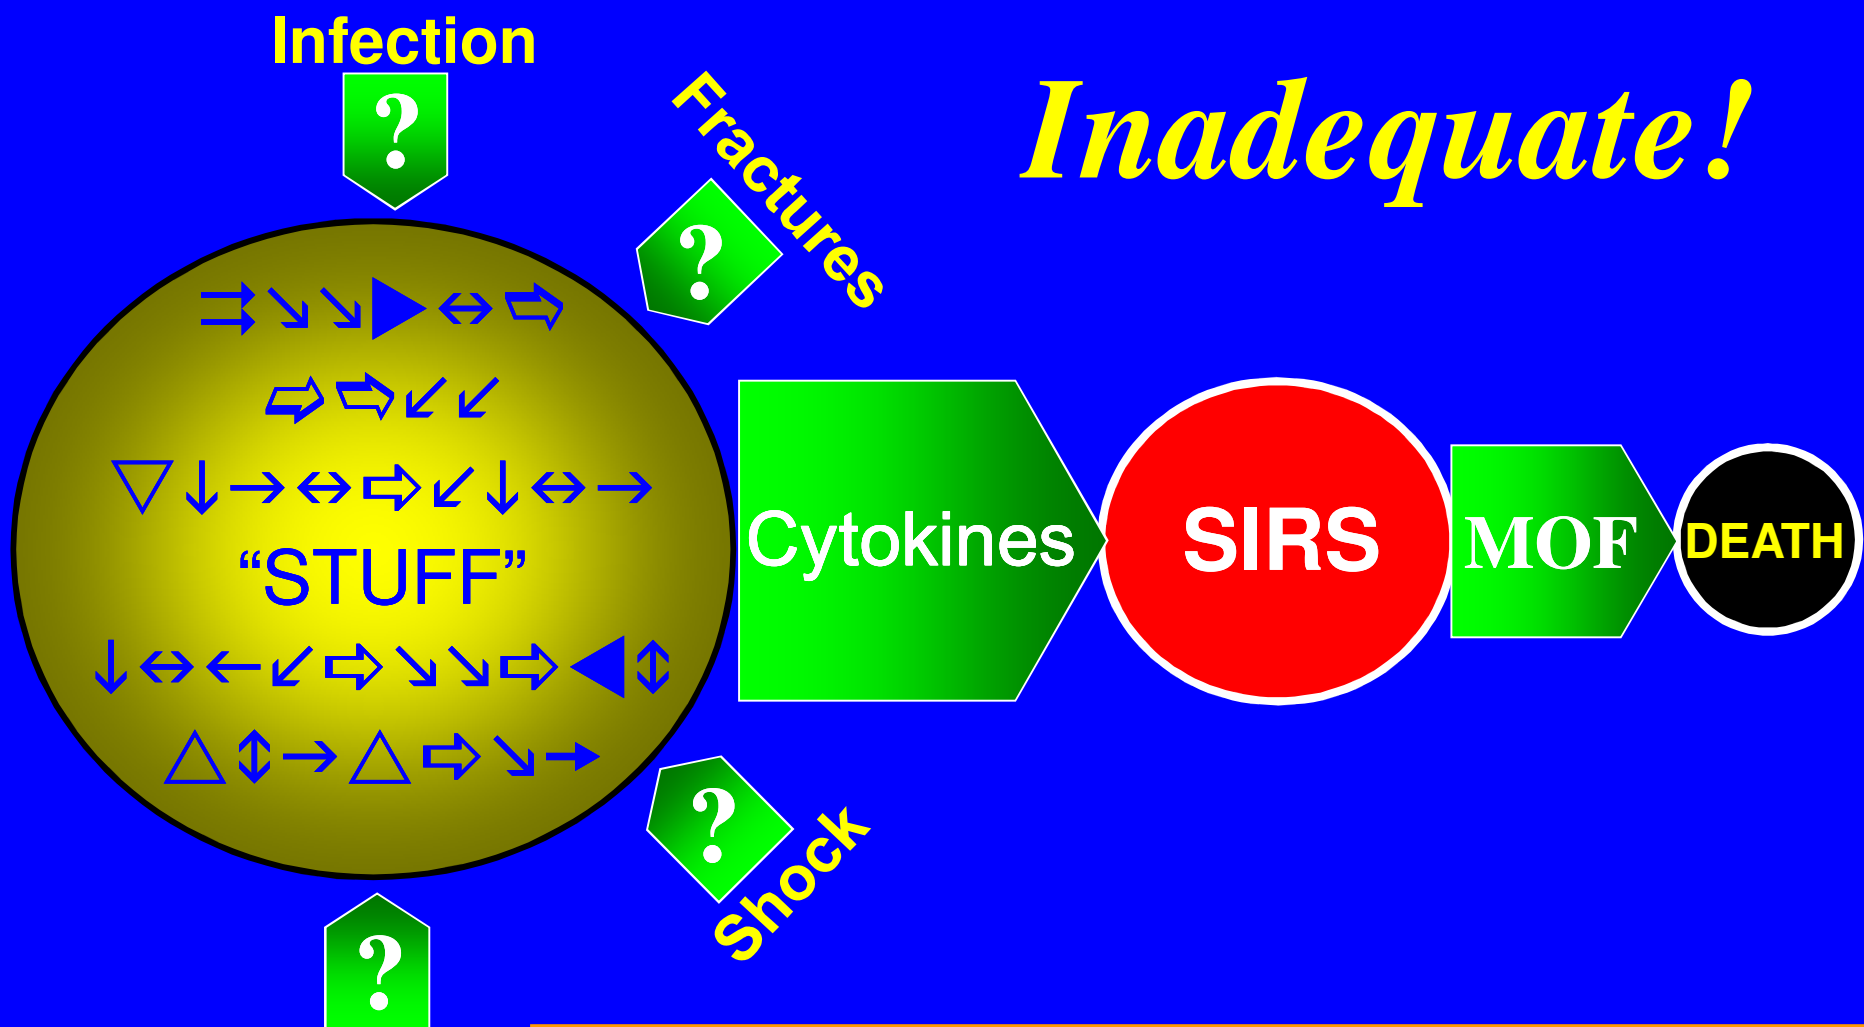 Infection
?
Fractures
?
Inadequate!
⇉↘↘▶↔⇨
⇨⇨↙↙
▽↓→↔⇨↙↓↔→
“STUFF”
↓↔←↙⇨↘↘⇨◀↕
△↕→△⇨↘→
Cytokines
SIRS
MOF
DEATH
?
Shock
?